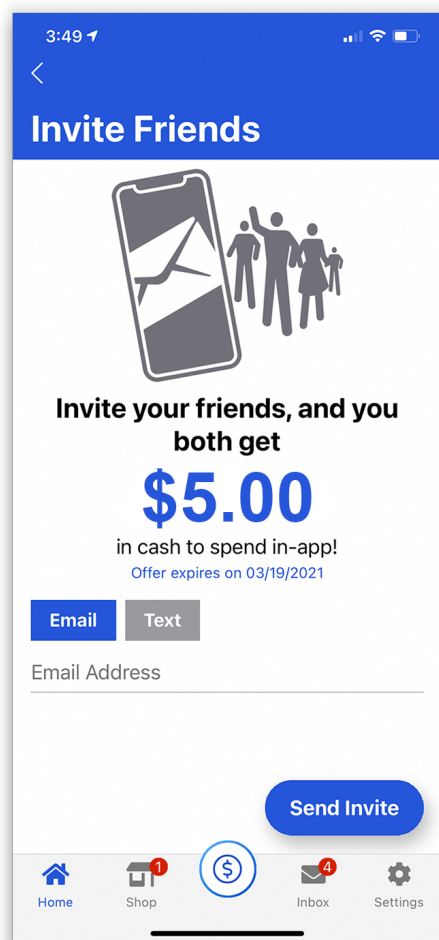 3:49
Invite Friends
Invite your friends, and you
both get
$5.00
in cash to spend in-app!
Offer expires on 03/19/2021
Email Text
Email Address
Send Invite
1 $ 4
Home Shop Inbox Settings